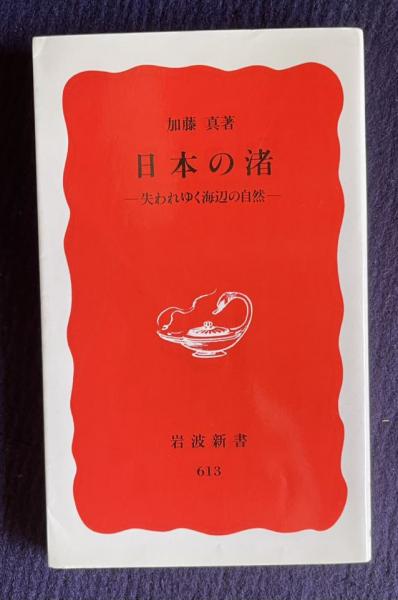 加藤 真著
日本の渚
―失われゆく海辺の自然―
岩波新書
613